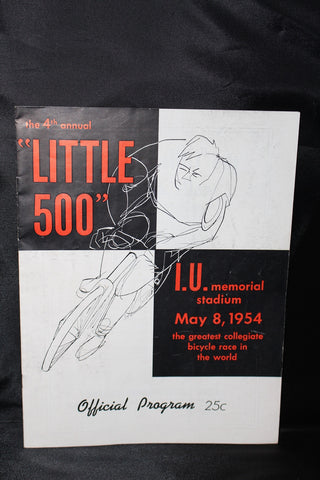 the 4th annual
"LITTLE
500"
I.U. memorial
stadium
May 8, 1954
the greatest collegiate
bicycle race in
the world
Official Program 25c